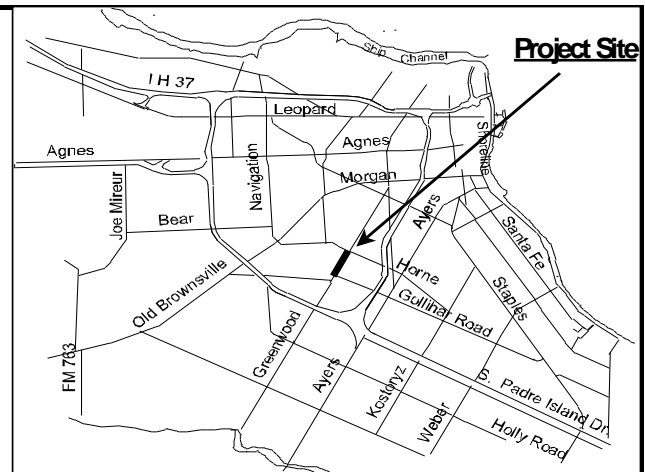 Project Site
Ship Channel
I H 37
Leopard
Shoreline
Agnes
Agnes
Navigation
Morgan
Joe Mireur
Bear
Ayers
Santa Fe
Old Brownsville
Horne
Staples
Gollihar Road
FM 763
Greenwood
Ayers
Kostoryz
Weber
S. Padre Island Dr.
Holly Road